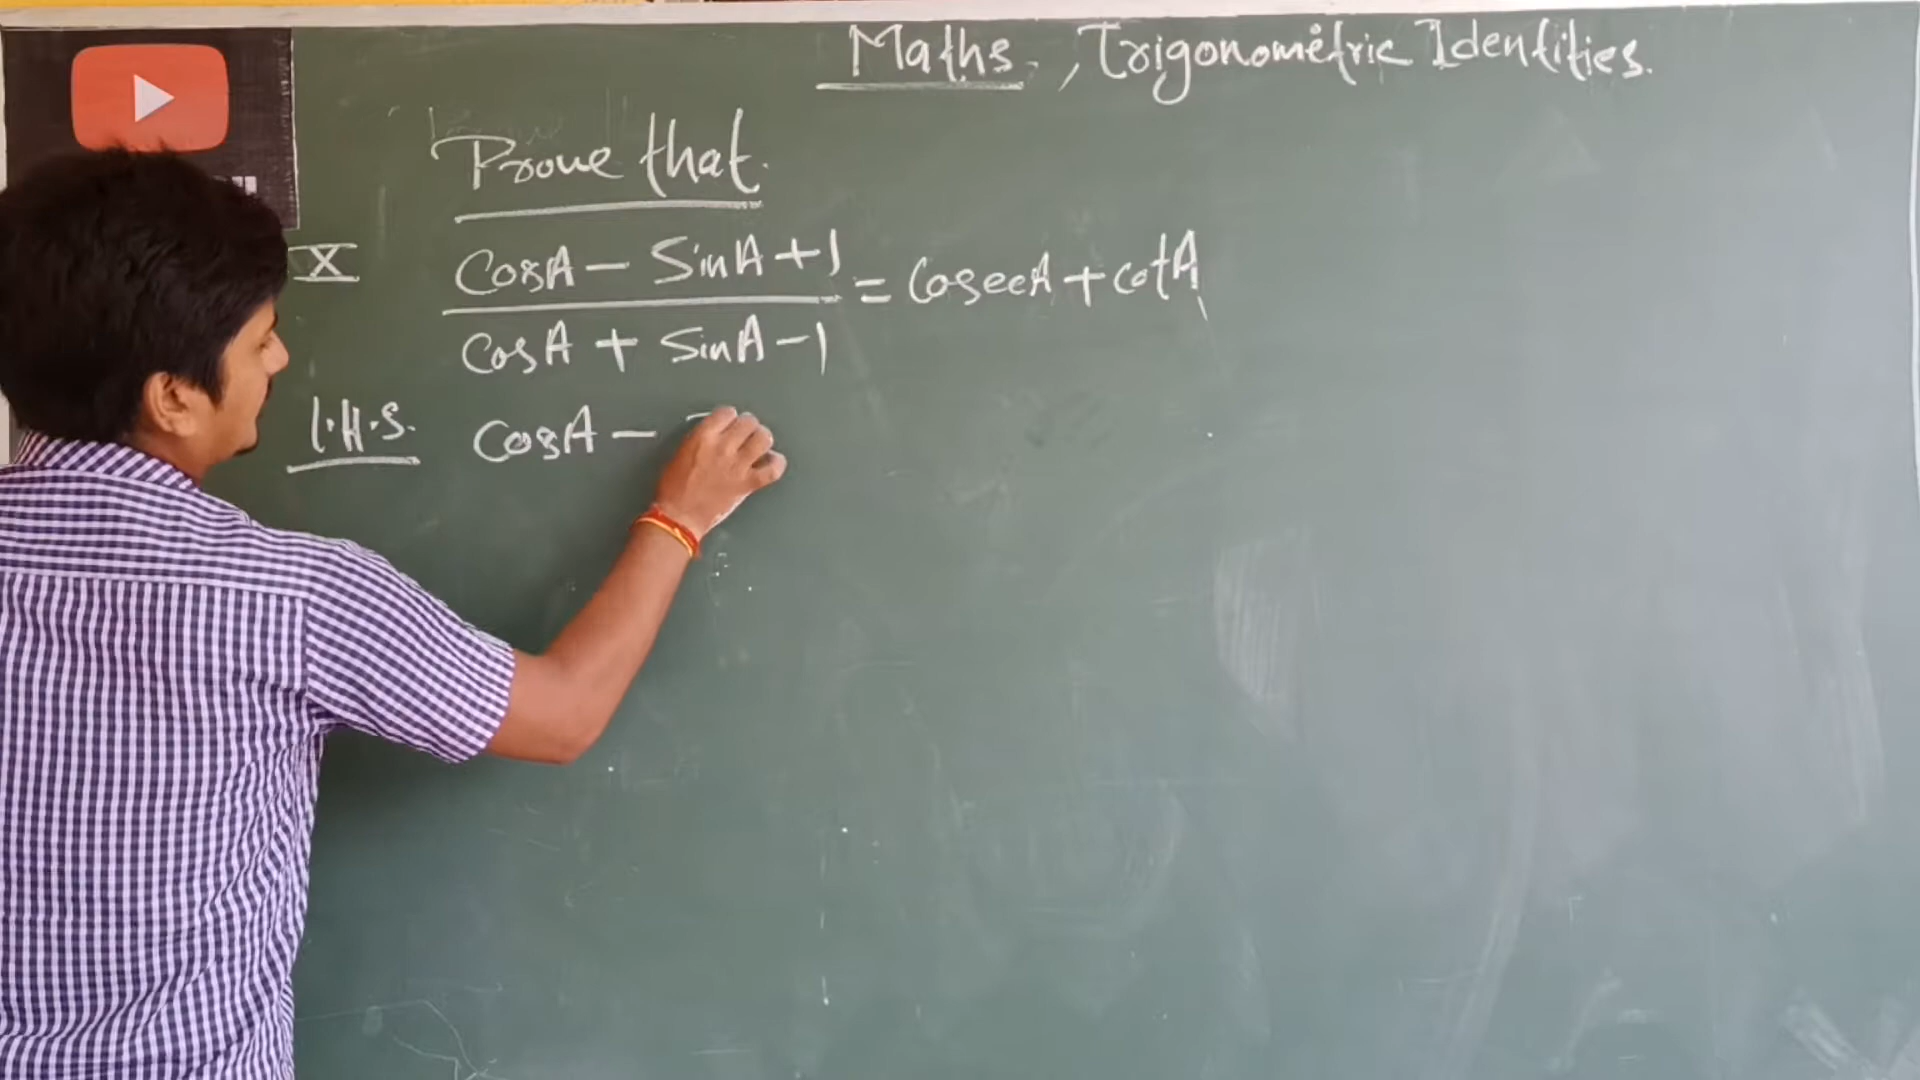 Maths., Trigonometric Identities.
Prove that.
X
CosA - SinA + 1 / CosA + SinA - 1 = CosecA + cotA
L.H.S. CosA -